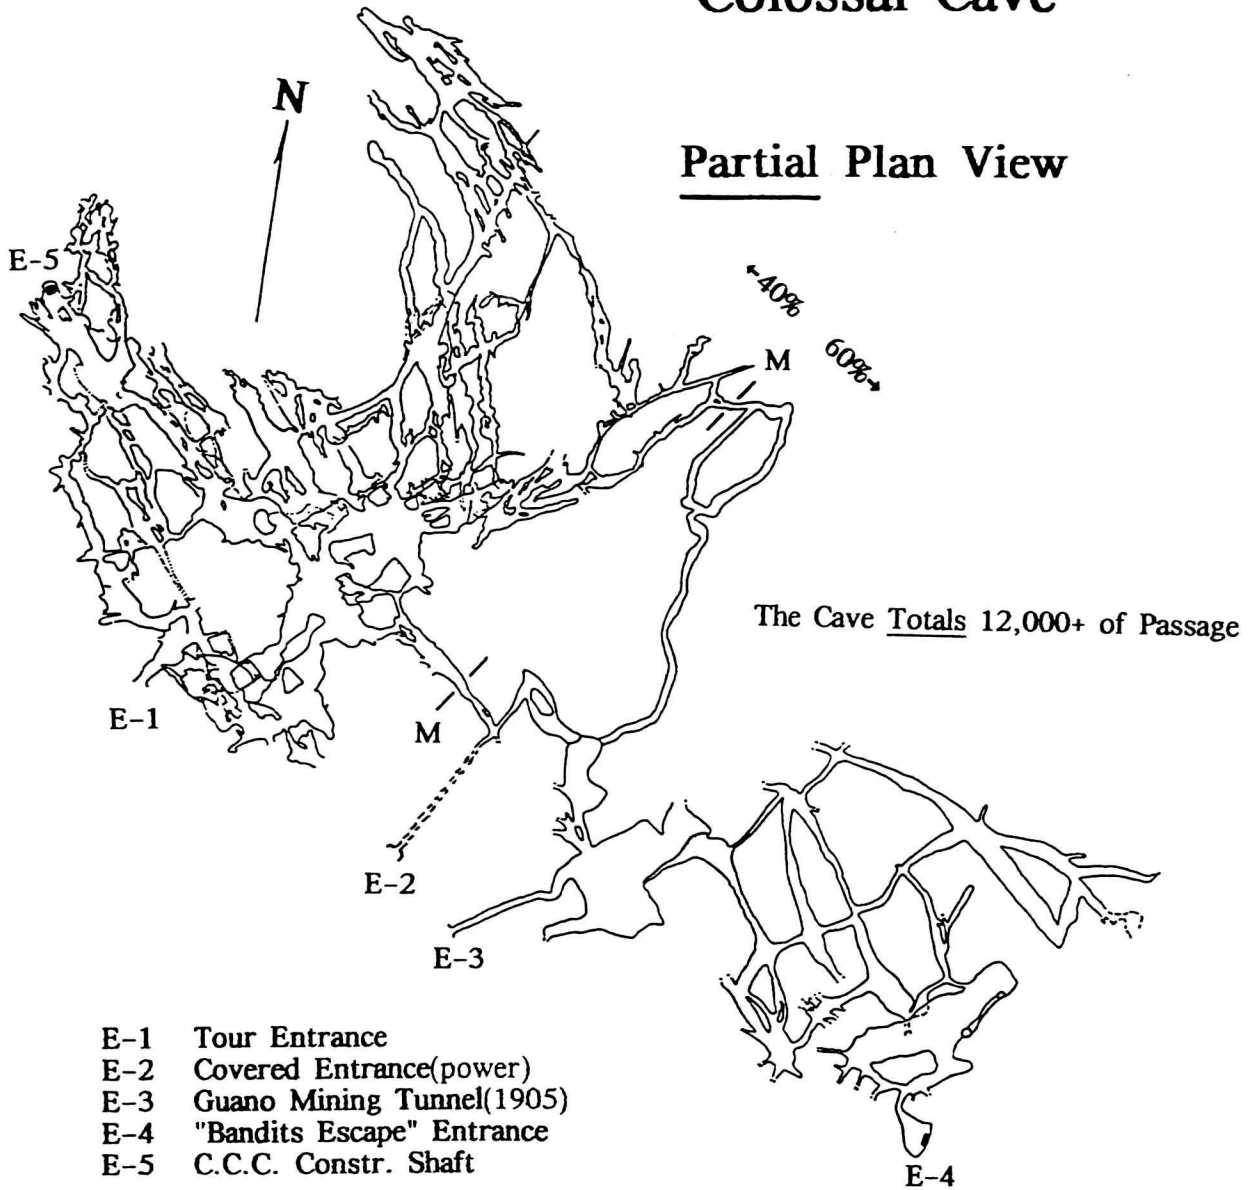 Colossal Cave
N
Partial Plan View
E-5
←40%
60%→
M
The Cave Totals 12,000+ of Passage
E-1
M
E-2
E-3
E-1 Tour Entrance
E-2 Covered Entrance(power)
E-3 Guano Mining Tunnel(1905)
E-4 "Bandits Escape" Entrance
E-5 C.C.C. Constr. Shaft
E-4